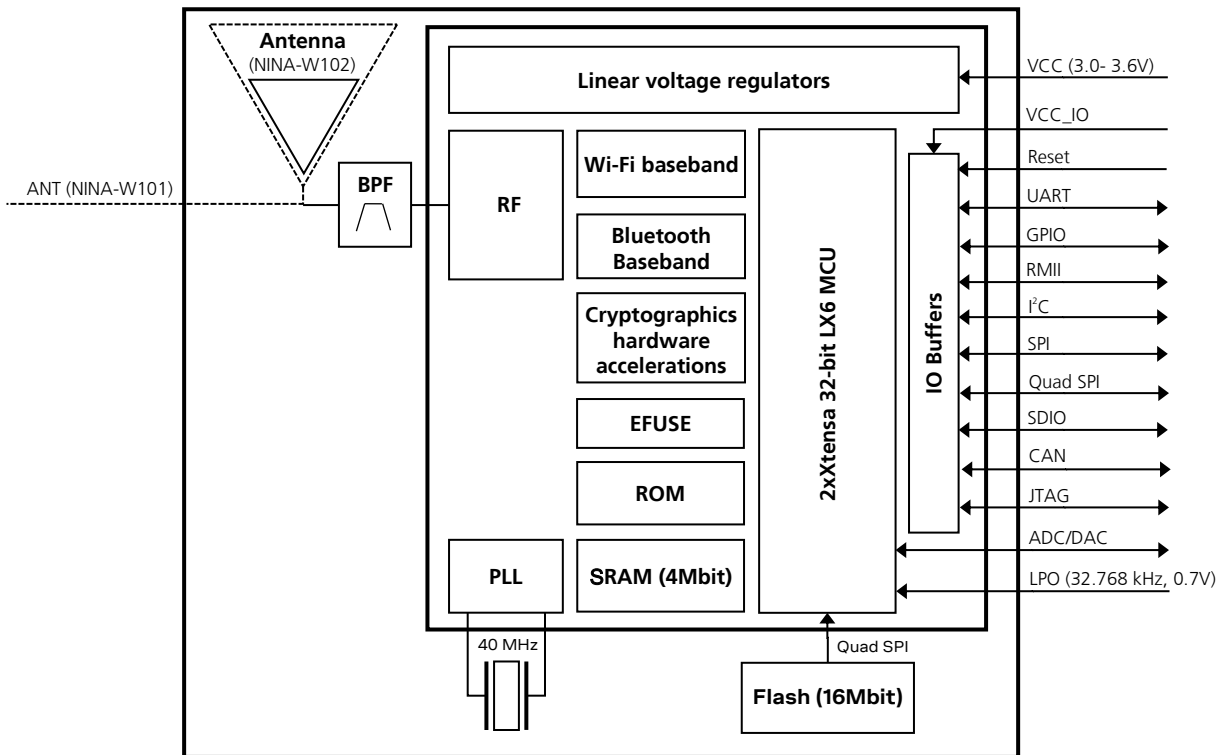 Antenna
(NINA-W102)
ANT (NINA-W101)
BPF
Linear voltage regulators
RF
Wi-Fi baseband
Bluetooth
Baseband
Cryptographics
hardware
accelerations
EFUSE
ROM
PLL
SRAM (4Mbit)
2xXtensa 32-bit LX6 MCU
IO Buffers
40 MHz
Quad SPI
Flash (16Mbit)
VCC (3.0- 3.6V)
VCC_IO
Reset
UART
GPIO
RMII
I²C
SPI
Quad SPI
SDIO
CAN
JTAG
ADC/DAC
LPO (32.768 kHz, 0.7V)